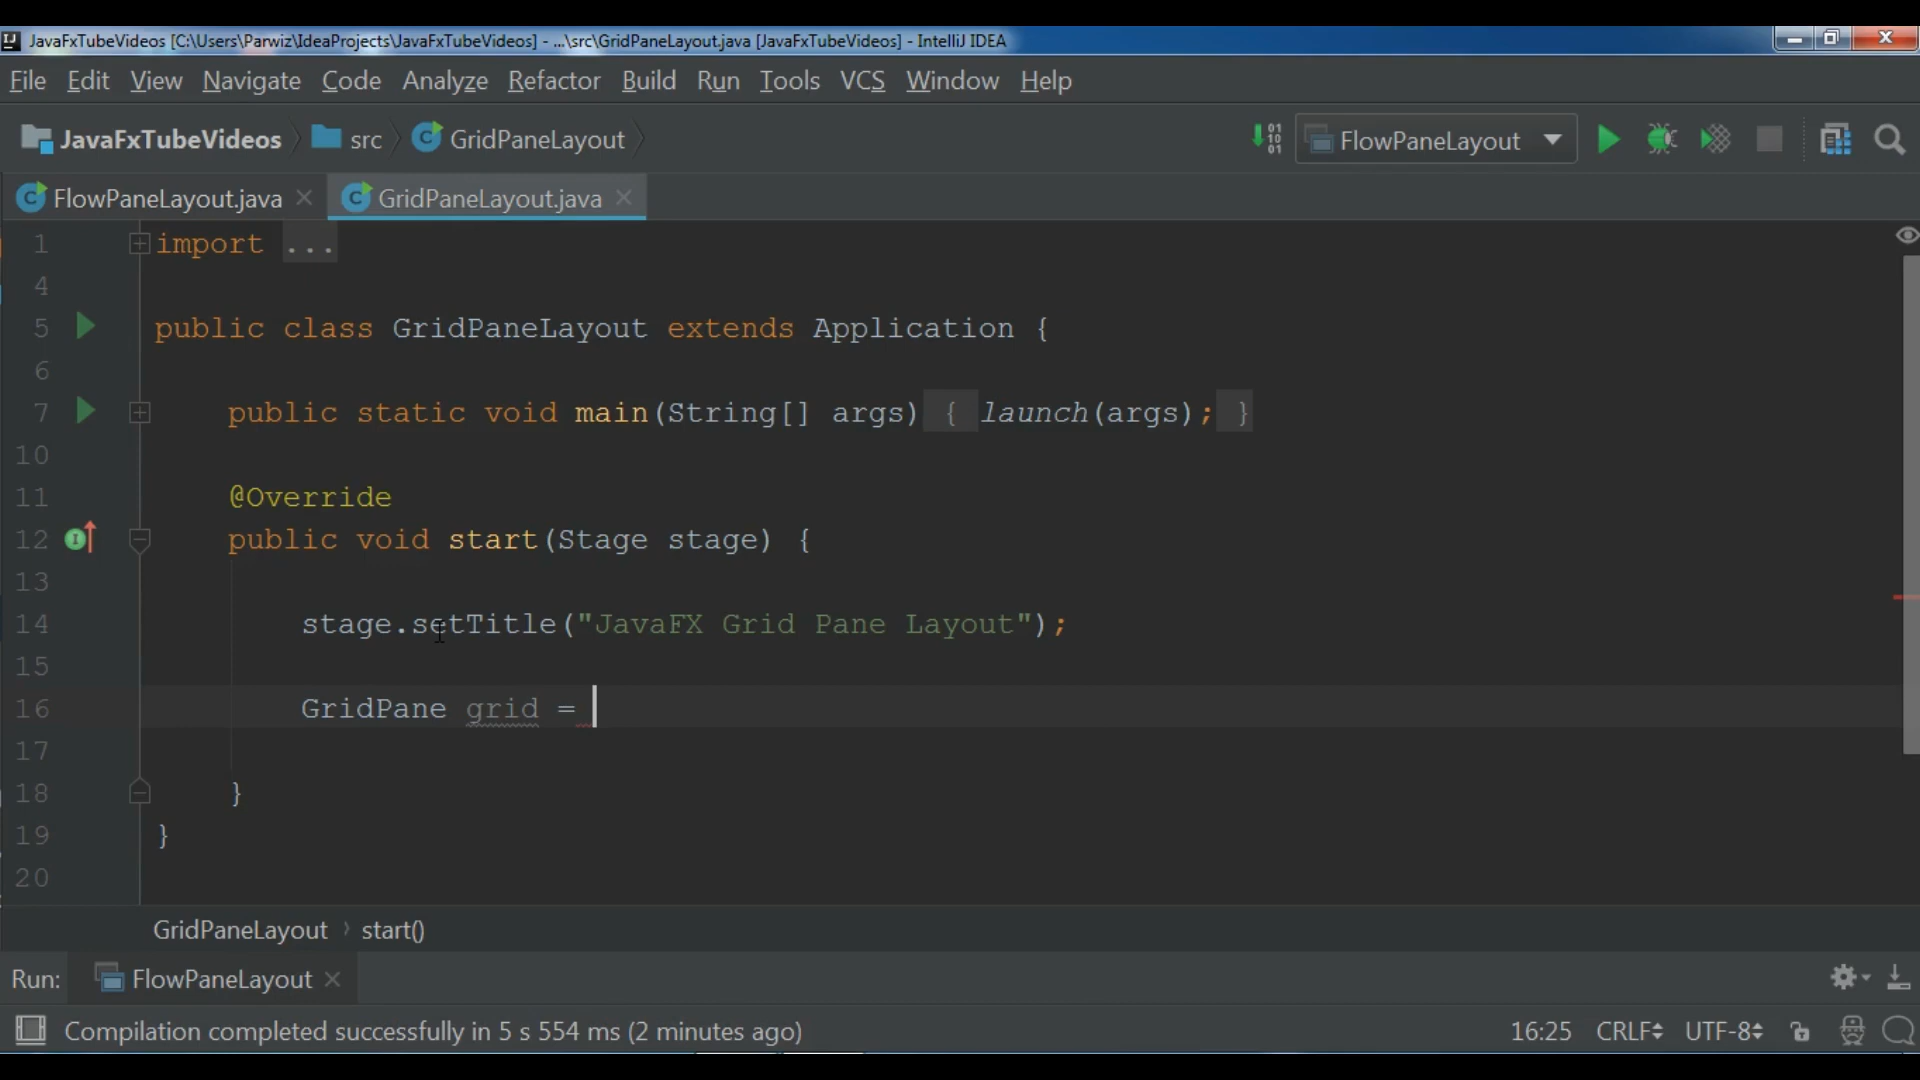 JavaFxTubeVideos [C:\Users\Parwiz\IdeaProjects\JavaFxTubeVideos] - ...\src\GridPaneLayout.java [JavaFxTubeVideos] - IntelliJ IDEA
File Edit View Navigate Code Analyze Refactor Build Run Tools VCS Window Help
JavaFxTubeVideos src GridPaneLayout FlowPaneLayout
FlowPaneLayout.java GridPaneLayout.java
1 import ...
4
5 public class GridPaneLayout extends Application {
6
7 public static void main(String[] args) { launch(args); }
10
11 @Override
12 public void start(Stage stage) {
13
14 stage.setTitle("JavaFX Grid Pane Layout");
15
16 GridPane grid =
17
18 }
19 }
20
GridPaneLayout start()
Run: FlowPaneLayout
Compilation completed successfully in 5 s 554 ms (2 minutes ago) 16:25 CRLF UTF-8